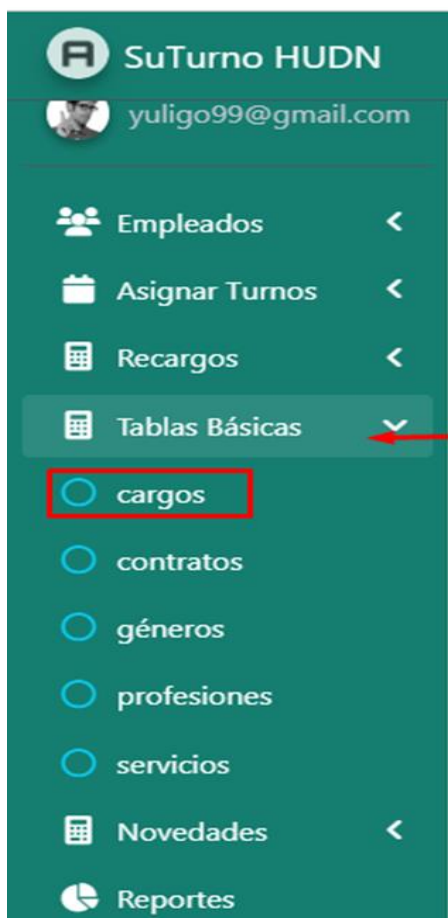 SuTurno HUDN
yuligo99@gmail.com
Empleados
Asignar Turnos
Recargos
Tablas Básicas
cargos
contratos
géneros
profesiones
servicios
Novedades
Reportes